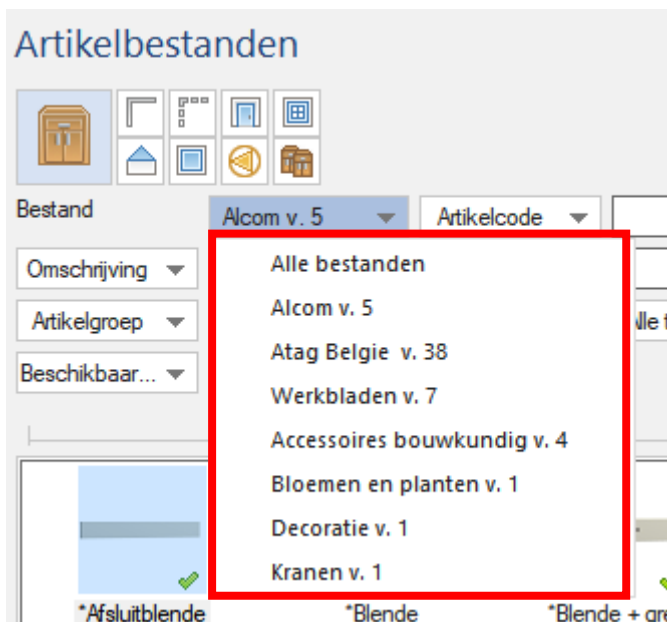 Artikelbestanden
Bestand
Alcom v. 5
Artikelcode
Omschrijving
Artikelgroep
Beschikbaar...
Alle bestanden
Alcom v. 5
Atag Belgie v. 38
Werkbladen v. 7
Accessoires bouwkundig v. 4
Bloemen en planten v. 1
Decoratie v. 1
Kranen v. 1
*Afsluitblende
*Blende
*Blende + gre